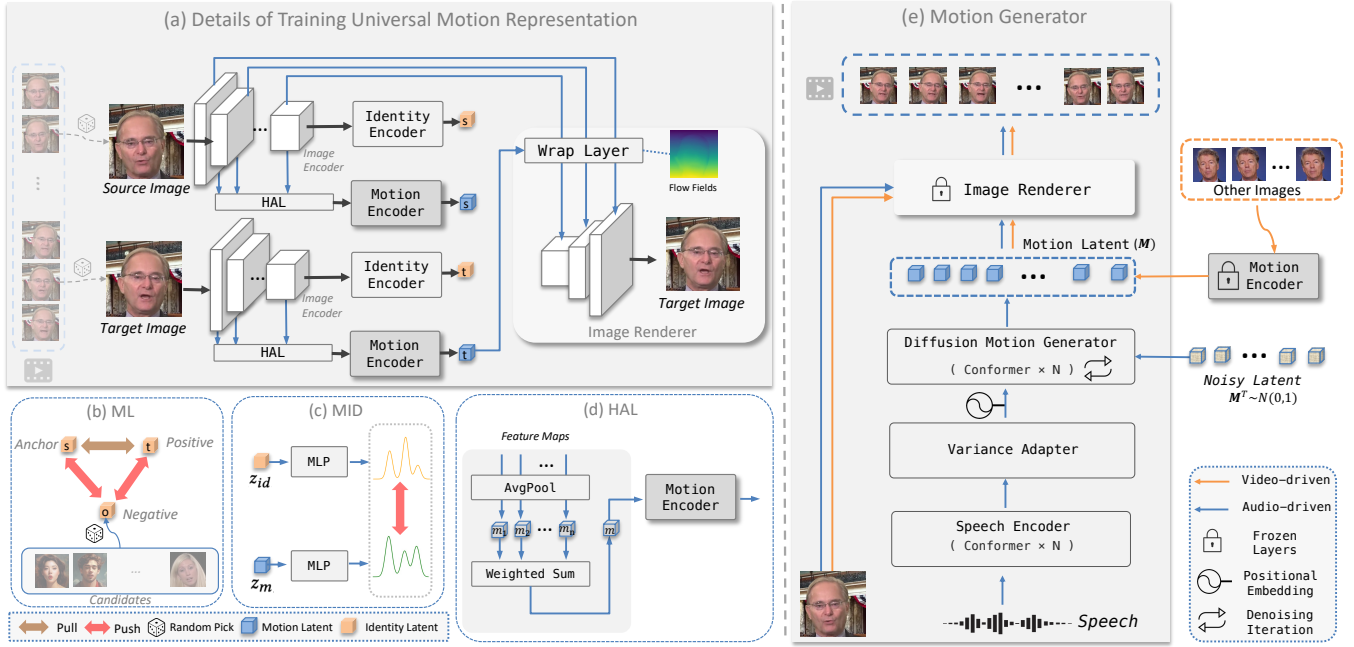 (a) Details of Training Universal Motion Representation
Source Image
...
Image
Encoder
HAL
Identity
Encoder
s
Motion
Encoder
s
Target Image
...
Image
Encoder
HAL
Identity
Encoder
t
Motion
Encoder
t
Wrap Layer
Flow Fields
Target Image
Image Renderer
(b) ML
Anchor
s
t
Positive
o
Negative
...
Candidates
(c) MID
z_id
MLP
z_m
MLP
(d) HAL
Feature Maps
...
AvgPool
m_1
m_2
...
m_n
m
Weighted Sum
Motion
Encoder
Pull
Push
Random Pick
Motion Latent
Identity Latent
(e) Motion Generator
...
Image Renderer
Motion Latent (M)
...
Other Images
...
Motion
Encoder
Diffusion Motion Generator
( Conformer × N )
...
Noisy Latent
M^T~N(0,1)
Variance Adapter
Speech Encoder
( Conformer × N )
Speech
Video-driven
Audio-driven
Frozen
Layers
Positional
Embedding
Denoising
Iteration